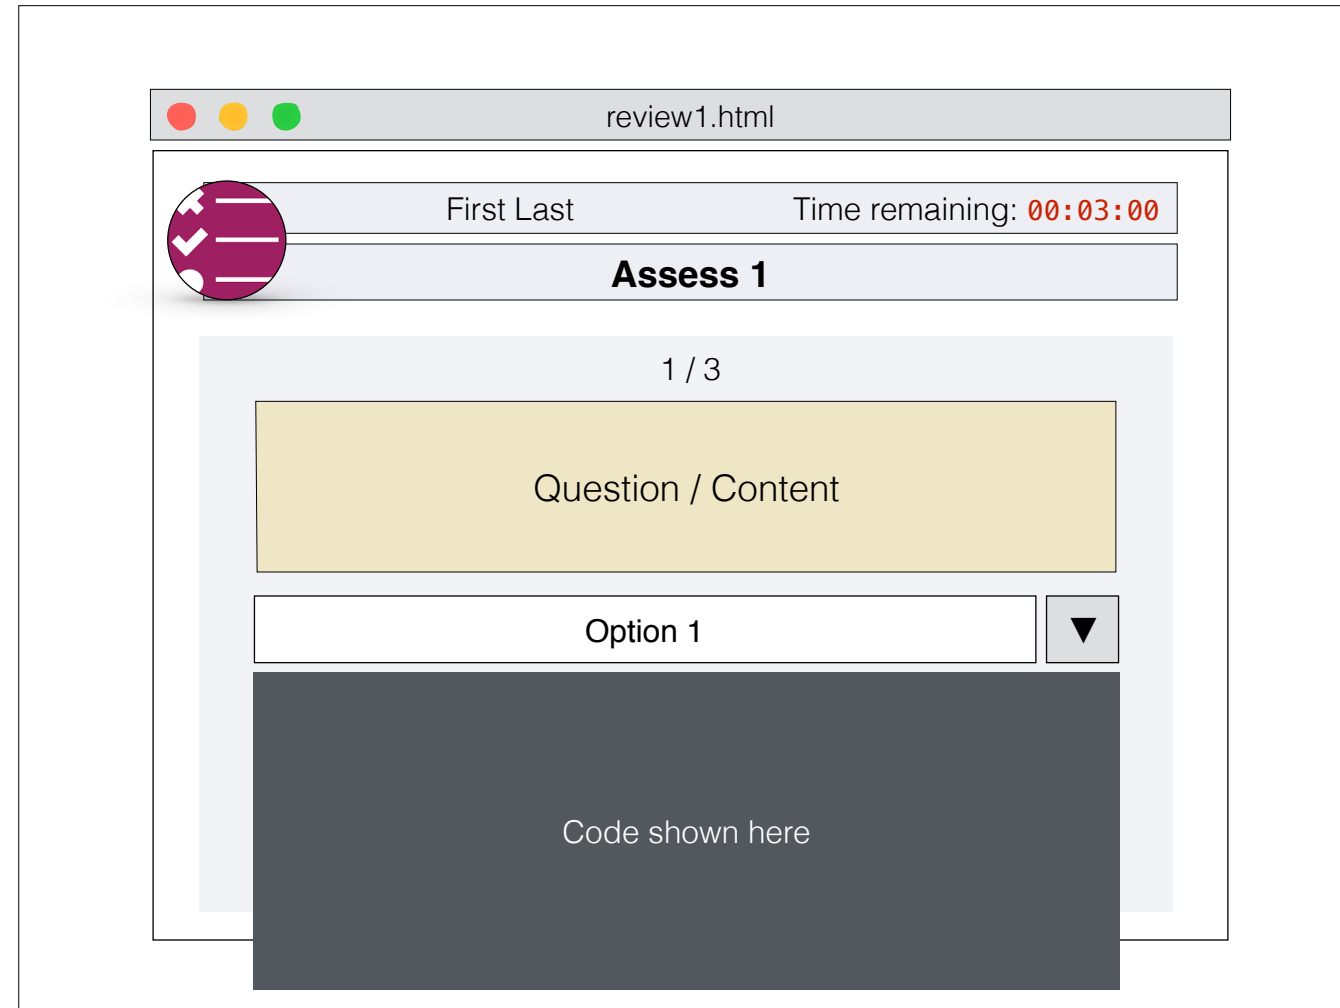 review1.html
First Last Time remaining: 00:03:00
Assess 1
1 / 3
Question / Content
Option 1 ▼
Code shown here